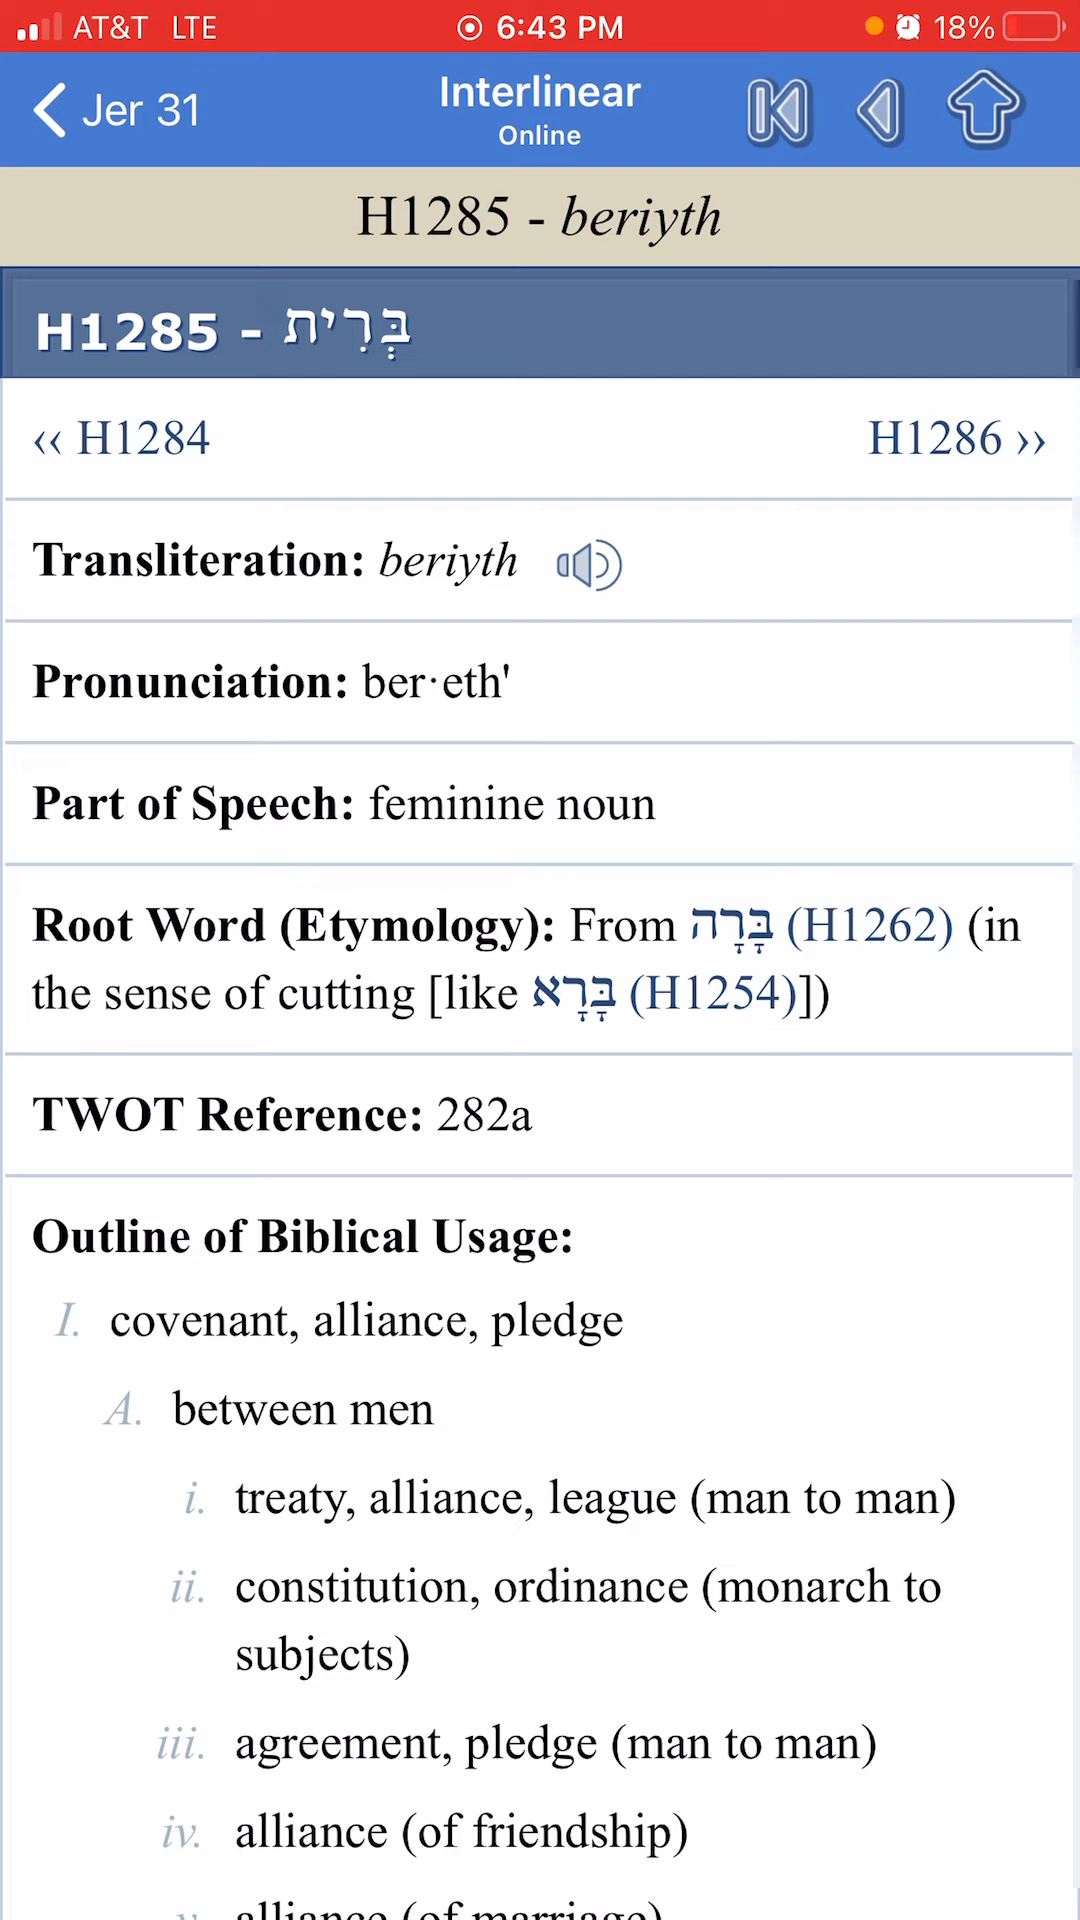 AT&T LTE 6:43 PM 18%
Jer 31 Interlinear
Online
H1285 - beriyth
H1285 - בְּרִית
‹‹ H1284 H1286 ››
Transliteration: beriyth
Pronunciation: ber·eth'
Part of Speech: feminine noun
Root Word (Etymology): From בָּרָה (H1262) (in
the sense of cutting [like בָּרָא (H1254)])
TWOT Reference: 282a
Outline of Biblical Usage:
I. covenant, alliance, pledge
A. between men
i. treaty, alliance, league (man to man)
ii. constitution, ordinance (monarch to
subjects)
iii. agreement, pledge (man to man)
iv. alliance (of friendship)
v. alliance (of marriage)